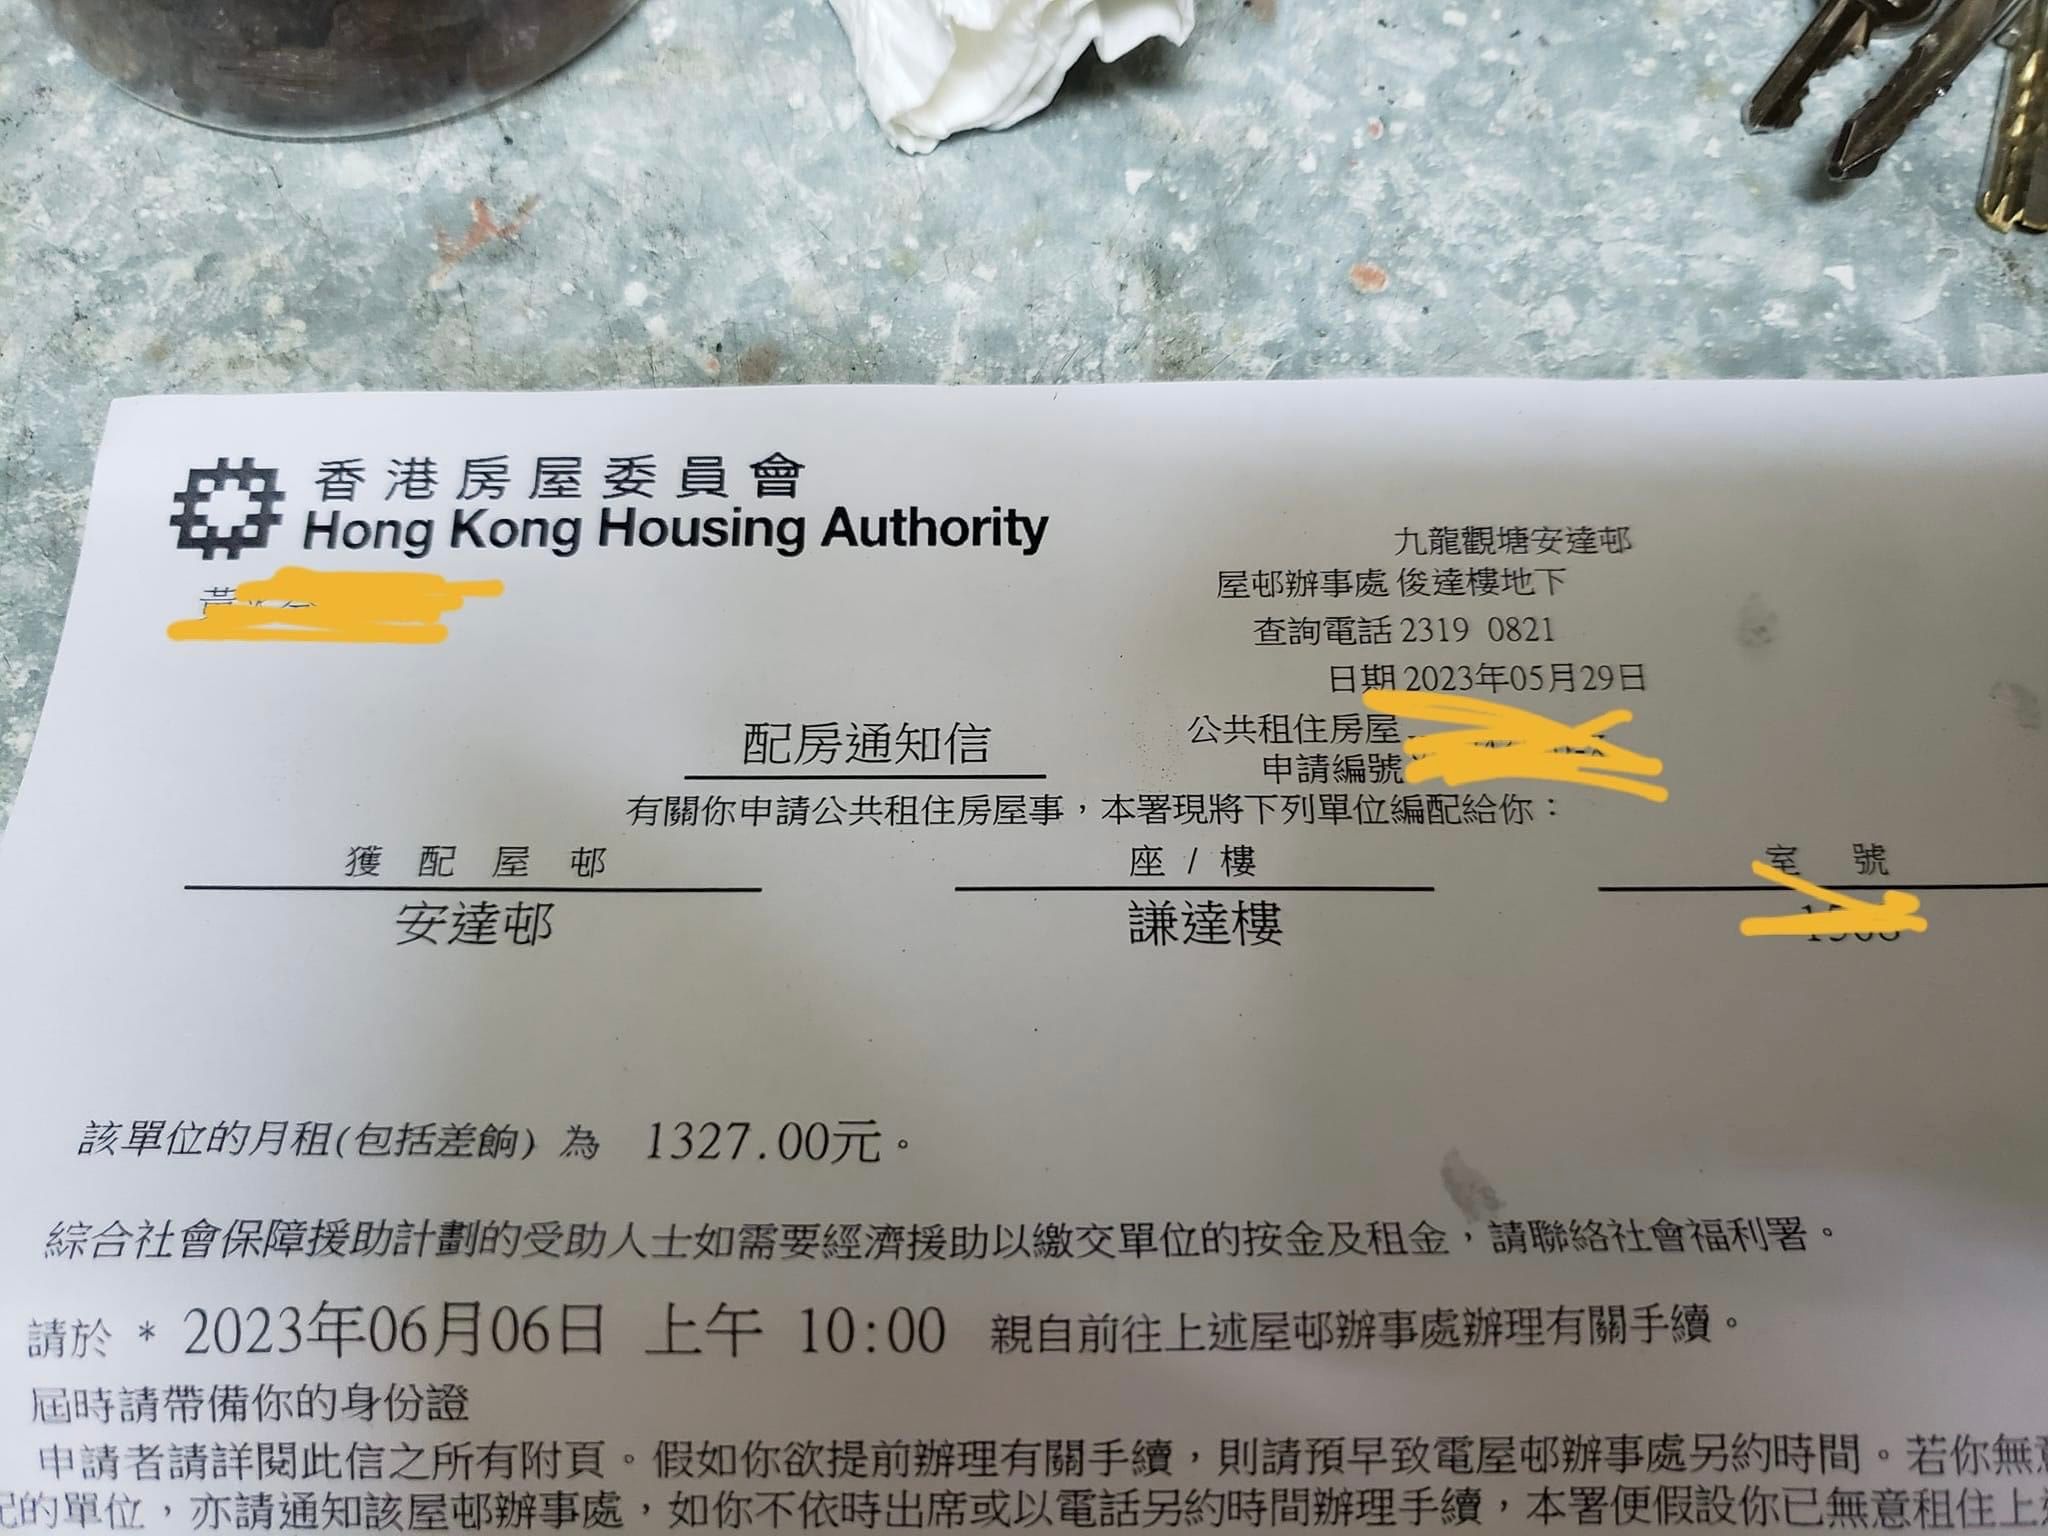 香港房屋委員會
Hong Kong Housing Authority
九龍觀塘安達邨
屋邨辦事處 俊達樓地下
查詢電話 2319 0821
日期 2023年05月29日
黃
配房通知信
公共租住房屋
申請編號
有關你申請公共租住房屋事，本署現將下列單位編配給你：
獲配屋邨 座 / 樓 室號
安達邨 謙達樓
該單位的月租(包括差餉) 為 1327.00元。
綜合社會保障援助計劃的受助人士如需要經濟援助以繳交單位的按金及租金，請聯絡社會福利署。
請於 * 2023年06月06日 上午 10:00 親自前往上述屋邨辦事處辦理有關手續。
屆時請帶備你的身份證
申請者請詳閱此信之所有附頁。假如你欲提前辦理有關手續，則請預早致電屋邨辦事處另約時間。若你無意
配的單位，亦請通知該屋邨辦事處，如你不依時出席或以電話另約時間辦理手續，本署便假設你已無意租住上